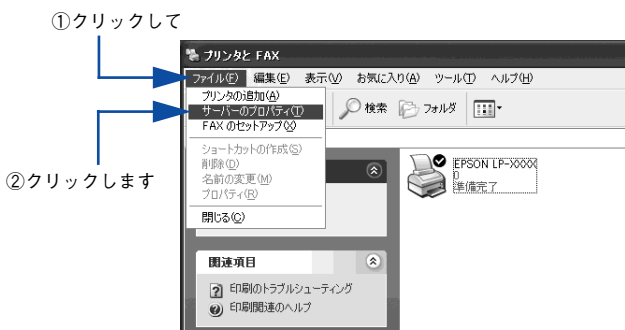 ①クリックして
プリンタと FAX
ファイル(F) 編集(E) 表示(V) お気に入り(A) ツール(T) ヘルプ(H)
プリンタの追加(A)
サーバーのプロパティ(T)
検索 フォルダ
FAX のセットアップ(X)
ショートカットの作成(S)
削除(D)
名前の変更(M)
プロパティ(R)
閉じる(C)
②クリックします
EPSON LP-XXXX
0
準備完了
関連項目
印刷のトラブルシューティング
印刷関連のヘルプ